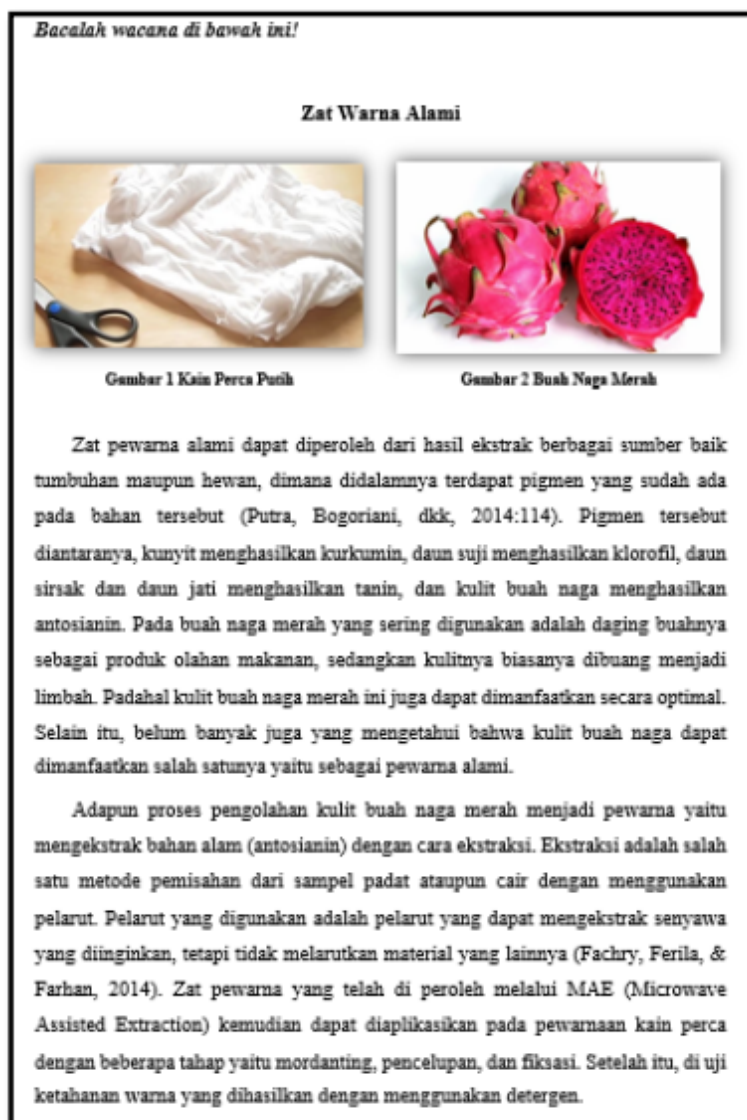 Bacalah wacana di bawah ini!
Zat Warna Alami
Gambar 1 Kain Perca Putih
Gambar 2 Buah Naga Merah
Zat pewarna alami dapat diperoleh dari hasil ekstrak berbagai sumber baik
tumbuhan maupun hewan, dimana didalamnya terdapat pigmen yang sudah ada
pada bahan tersebut (Putra, Bogoriani, dkk, 2014:114). Pigmen tersebut
diantaranya, kunyit menghasilkan kurkumin, daun suji menghasilkan klorofil, daun
sirsak dan daun jati menghasilkan tanin, dan kulit buah naga menghasilkan
antosianin. Pada buah naga merah yang sering digunakan adalah daging buahnya
sebagai produk olahan makanan, sedangkan kulitnya biasanya dibuang menjadi
limbah. Padahal kulit buah naga merah ini juga dapat dimanfaatkan secara optimal.
Selain itu, belum banyak juga yang mengetahui bahwa kulit buah naga dapat
dimanfaatkan salah satunya yaitu sebagai pewarna alami.
Adapun proses pengolahan kulit buah naga merah menjadi pewarna yaitu
mengekstrak bahan alam (antosianin) dengan cara ekstraksi. Ekstraksi adalah salah
satu metode pemisahan dari sampel padat ataupun cair dengan menggunakan
pelarut. Pelarut yang digunakan adalah pelarut yang dapat mengekstrak senyawa
yang diinginkan, tetapi tidak melarutkan material yang lainnya (Fachry, Ferila, &
Farhan, 2014). Zat pewarna yang telah di peroleh melalui MAE (Microwave
Assisted Extraction) kemudian dapat diaplikasikan pada pewarnaan kain perca
dengan beberapa tahap yaitu mordanting, pencelupan, dan fiksasi. Setelah itu, di uji
ketahanan warna yang dihasilkan dengan menggunakan detergen.